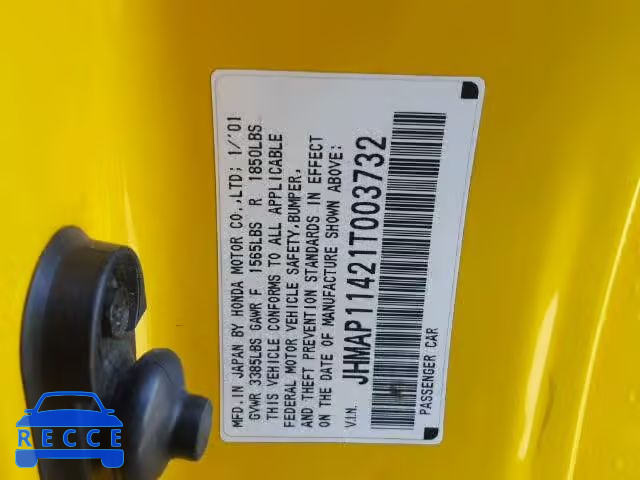 MFD.IN JAPAN BY HONDA MOTOR CO.,LTD; 1/'01
GVWR 3385LBS GAWR F 1565LBS R 1850LBS
THIS VEHICLE CONFORMS TO ALL APPLICABLE
FEDERAL MOTOR VEHICLE SAFETY,BUMPER,
AND THEFT PREVENTION STANDARDS IN EFFECT
ON THE DATE OF MANUFACTURE SHOWN ABOVE:
V.I.N. JHMAP11421T003732
PASSENGER CAR
RECCE